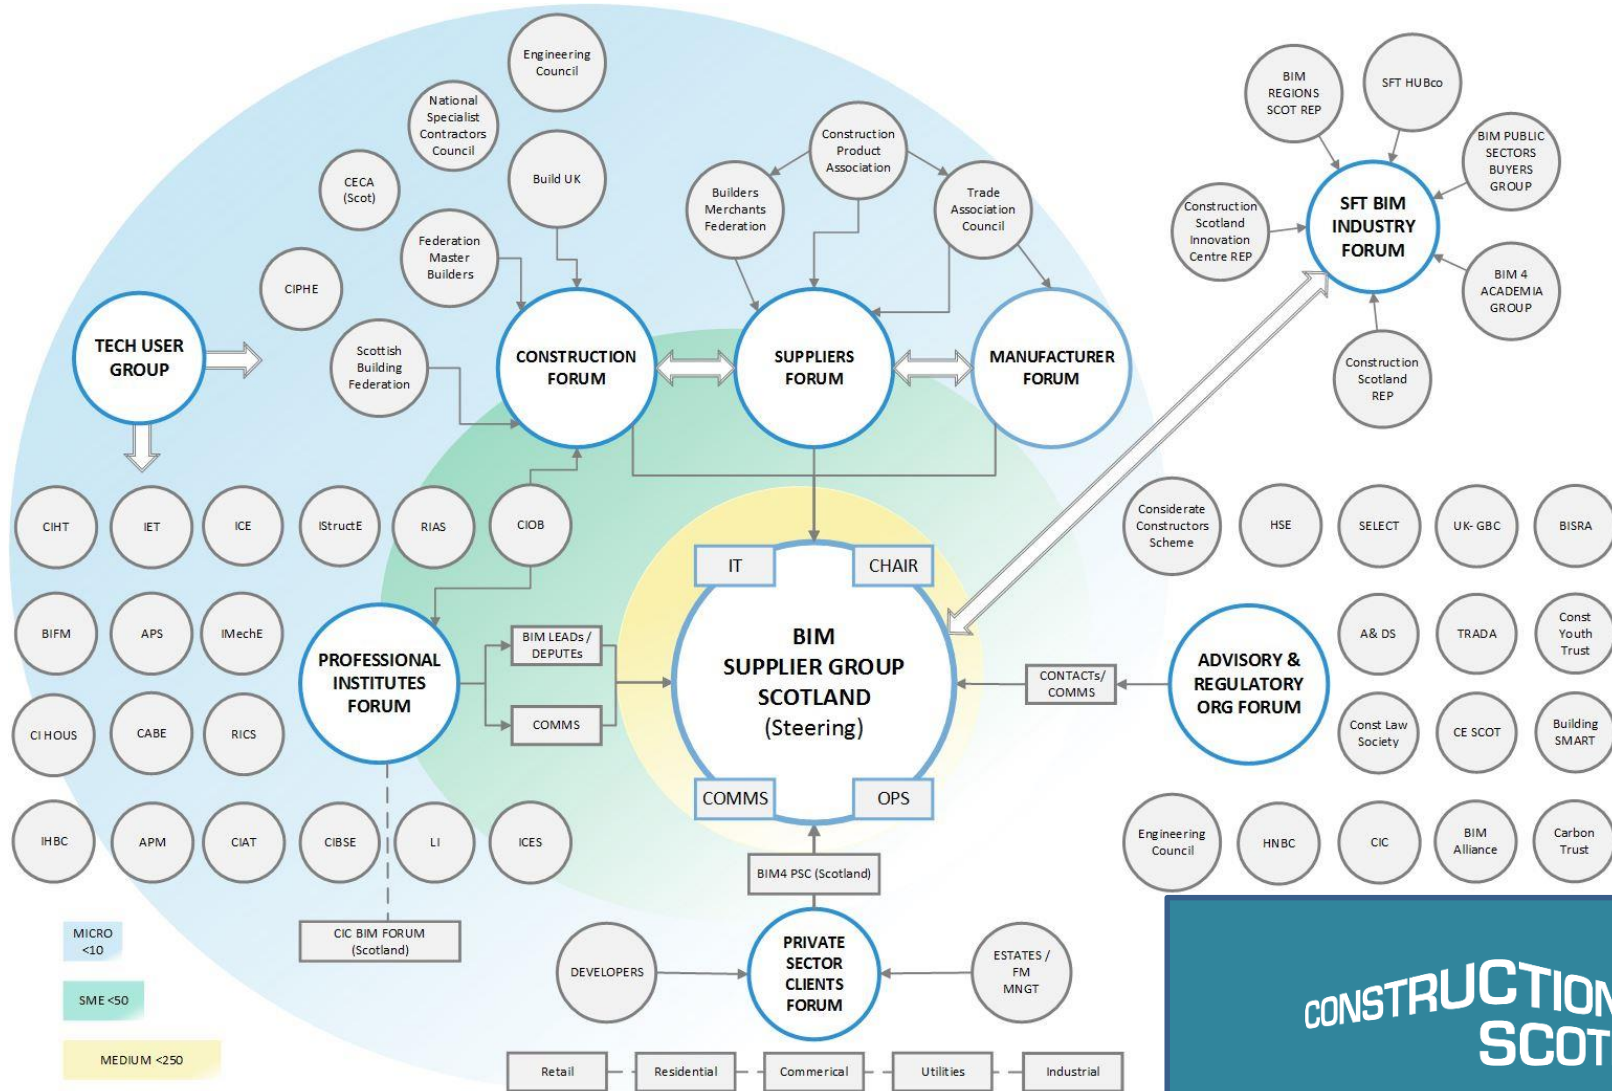 Engineering
Council
National
Specialist
Contractors
Council
Build UK
CECA
(Scot)
Federation
Master
Builders
CIPHE
Scottish
Building
Federation
Construction
Product
Association
Builders
Merchants
Federation
Trade
Association
Council
BIM
REGIONS
SCOT REP
SFT HUBco
BIM PUBLIC
SECTORS
BUYERS
GROUP
Construction
Scotland
Innovation
Centre REP
SFT BIM
INDUSTRY
FORUM
BIM 4
ACADEMIA
GROUP
Construction
Scotland
REP
TECH USER
GROUP
CONSTRUCTION
FORUM
SUPPLIERS
FORUM
MANUFACTURER
FORUM
CIHT
IET
ICE
IStructE
RIAS
CIOB
BIFM
APS
IMechE
CI HOUS
CABE
RICS
IHBC
APM
CIAT
CIBSE
LI
ICES
PROFESSIONAL
INSTITUTES
FORUM
BIM LEADs /
DEPUTEs
COMMS
CIC BIM FORUM
(Scotland)
IT
CHAIR
BIM
SUPPLIER GROUP
SCOTLAND
(Steering)
COMMS
OPS
CONTACTs/
COMMS
ADVISORY &
REGULATORY
ORG FORUM
Considerate
Constructors
Scheme
HSE
SELECT
UK- GBC
BISRA
A& DS
TRADA
Const
Youth
Trust
Const Law
Society
CE SCOT
Building
SMART
Engineering
Council
HNBC
CIC
BIM
Alliance
Carbon
Trust
BIM4 PSC (Scotland)
PRIVATE
SECTOR
CLIENTS
FORUM
DEVELOPERS
ESTATES /
FM
MNGT
Retail
Residential
Commerical
Utilities
Industrial
MICRO
<10
SME <50
MEDIUM <250
CONSTRUCTION
SCOT